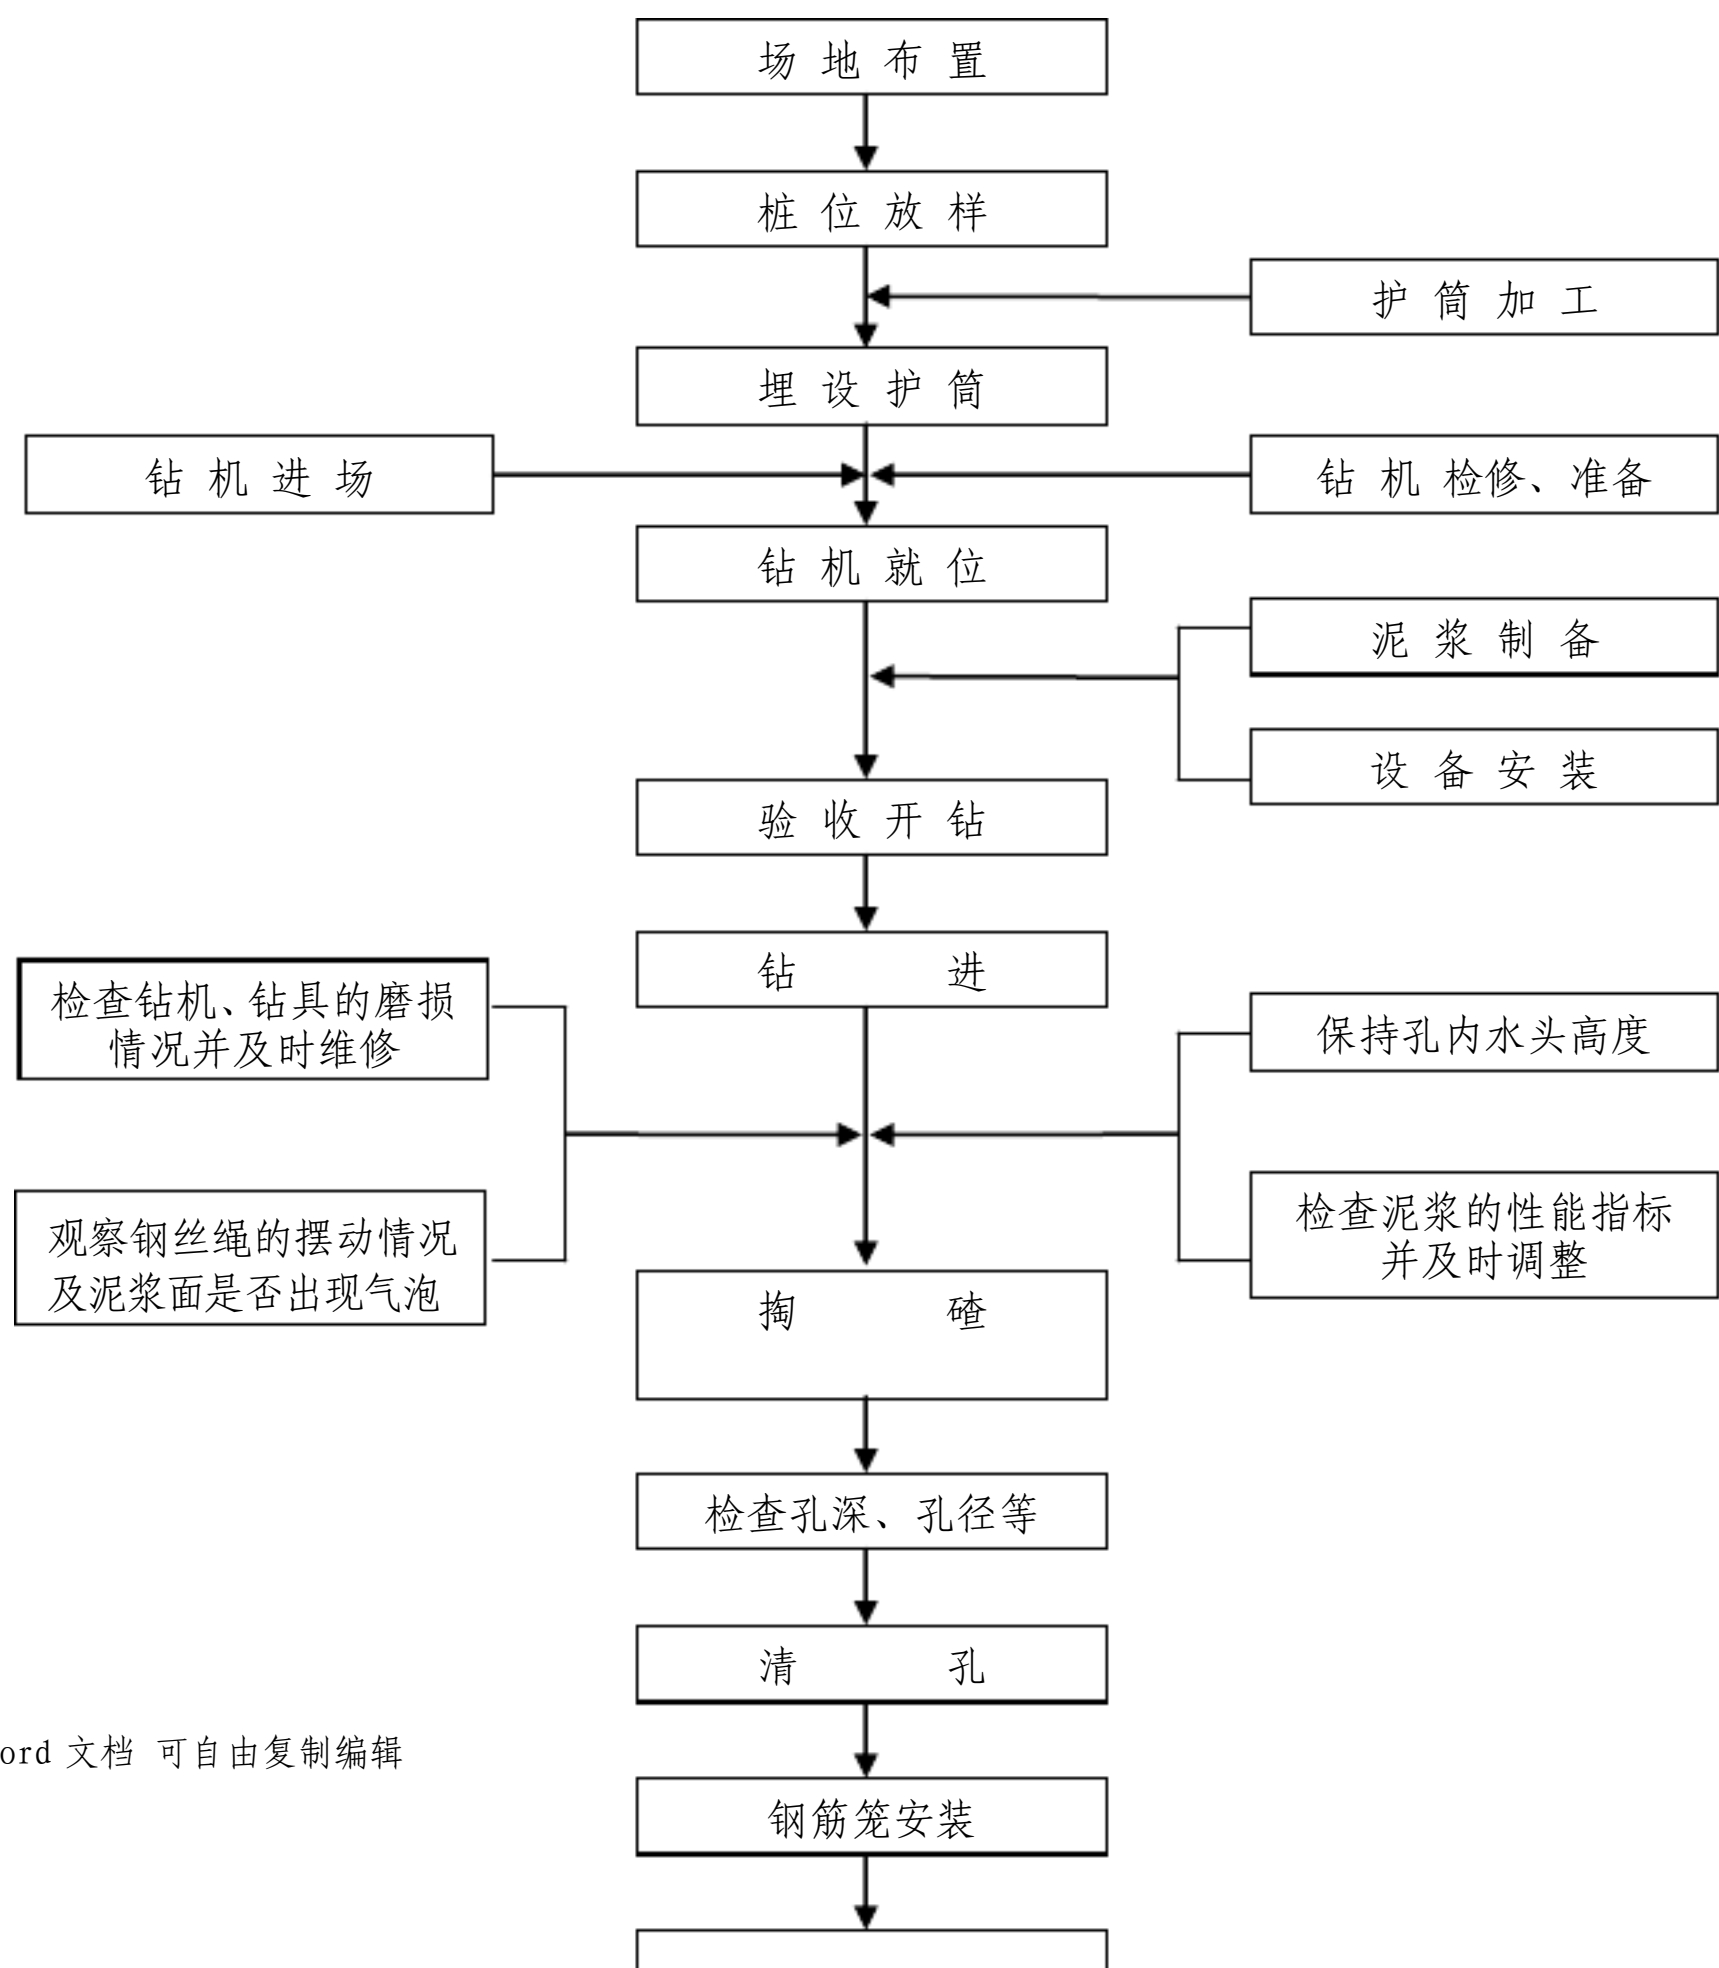 场 地 布 置
桩 位 放 样
护 筒 加 工
埋 设 护 筒
钻 机 进 场
钻 机 检修、准备
钻 机 就 位
泥 浆 制 备
设 备 安 装
验 收 开 钻
钻 进
检查钻机、钻具的磨损
情况并及时维修
保持孔内水头高度
观察钢丝绳的摆动情况
及泥浆面是否出现气泡
检查泥浆的性能指标
并及时调整
掏 碴
检查孔深、孔径等
清 孔
ord 文档 可自由复制编辑
钢筋笼安装